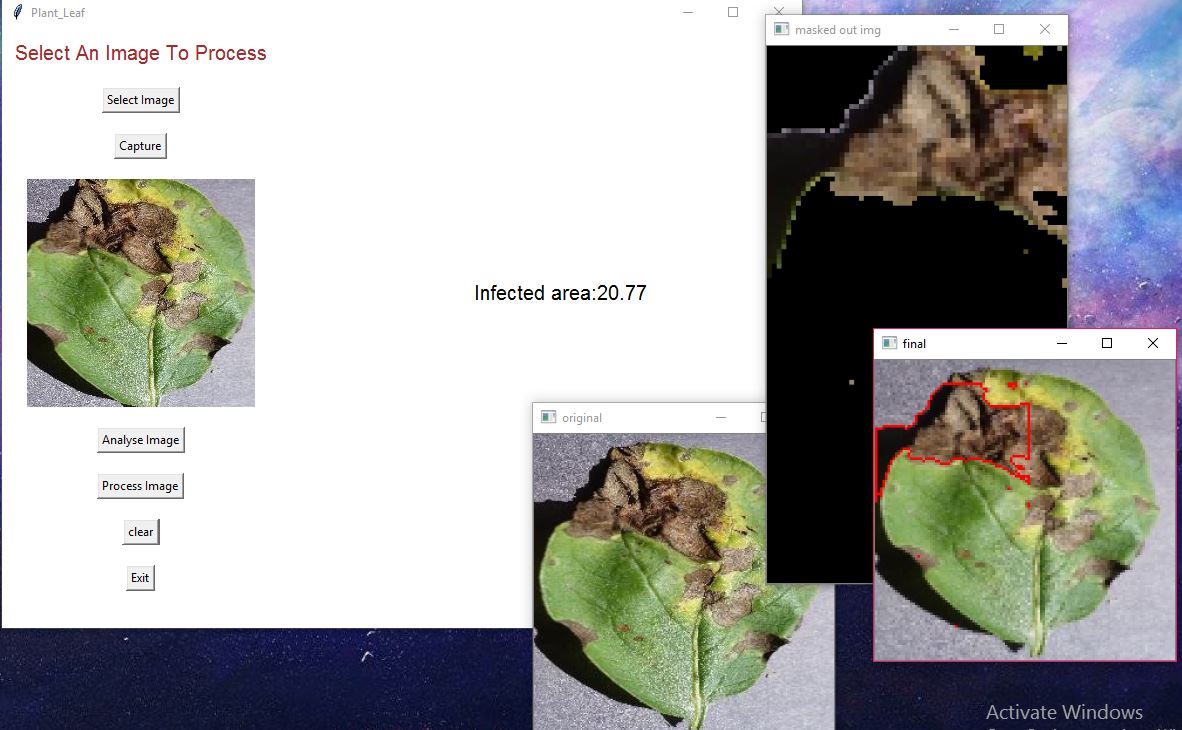 Plant_Leaf
Select An Image To Process
Select Image
Capture
Analyse Image
Process Image
clear
Exit
Infected area:20.77
original
masked out img
final
Activate Windows